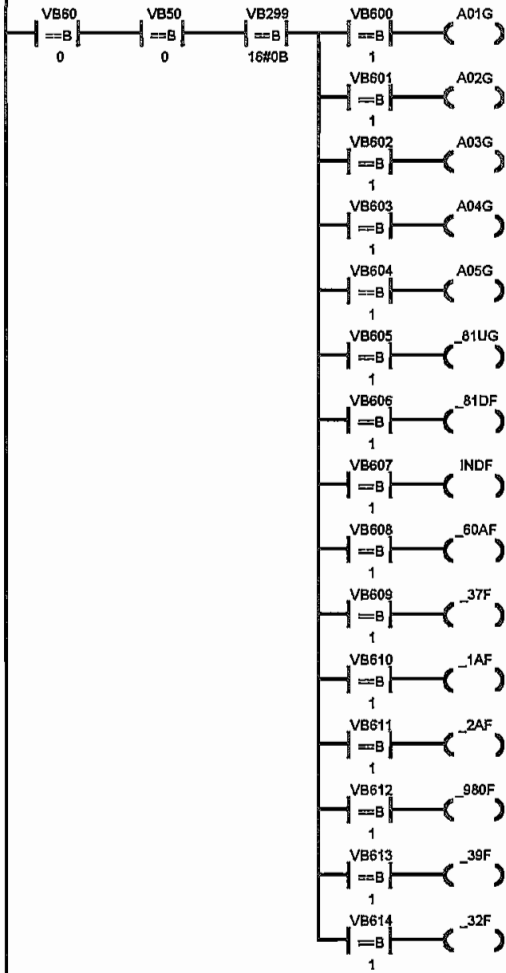 VB60 VB50 VB299 VB600 A01G
==B ==B ==B ==B
0 0 16#0B 1
VB601 A02G
==B
1
VB602 A03G
==B
1
VB603 A04G
==B
1
VB604 A05G
==B
1
VB605 _81UG
==B
1
VB606 _81DF
==B
1
VB607 INDF
==B
1
VB608 _60AF
==B
1
VB609 _37F
==B
1
VB610 _1AF
==B
1
VB611 _2AF
==B
1
VB612 _980F
==B
1
VB613 _39F
==B
1
VB614 _32F
==B
1